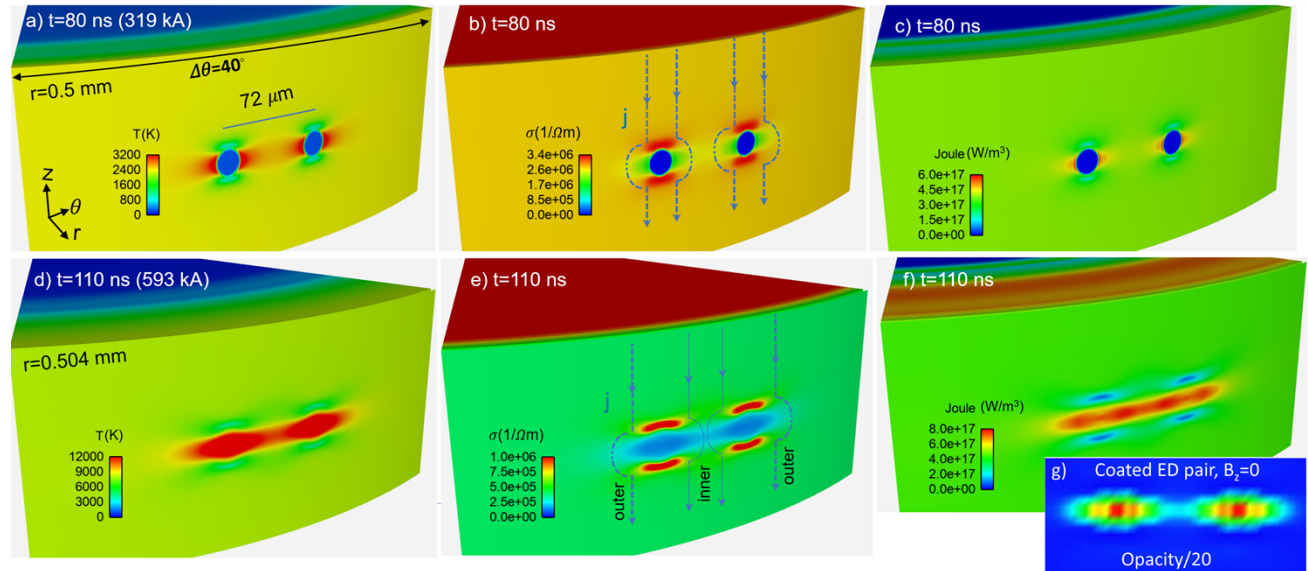 a) t=80 ns (319 kA)
Δθ=40°
r=0.5 mm
72 μm
T(K)
3200
2400
1600
800
0
z
θ
r
b) t=80 ns
j
σ(1/Ωm)
3.4e+06
2.6e+06
1.7e+06
8.5e+05
0.0e+00
c) t=80 ns
Joule (W/m³)
6.0e+17
4.5e+17
3.0e+17
1.5e+17
0.0e+00
d) t=110 ns (593 kA)
r=0.504 mm
T(K)
12000
9000
6000
3000
0
e) t=110 ns
j
σ(1/Ωm)
1.0e+06
7.5e+05
5.0e+05
2.5e+05
0.0e+00
outer
inner
outer
f) t=110 ns
Joule (W/m³)
8.0e+17
6.0e+17
4.0e+17
2.0e+17
0.0e+00
g) Coated ED pair, B_z=0
Opacity/20